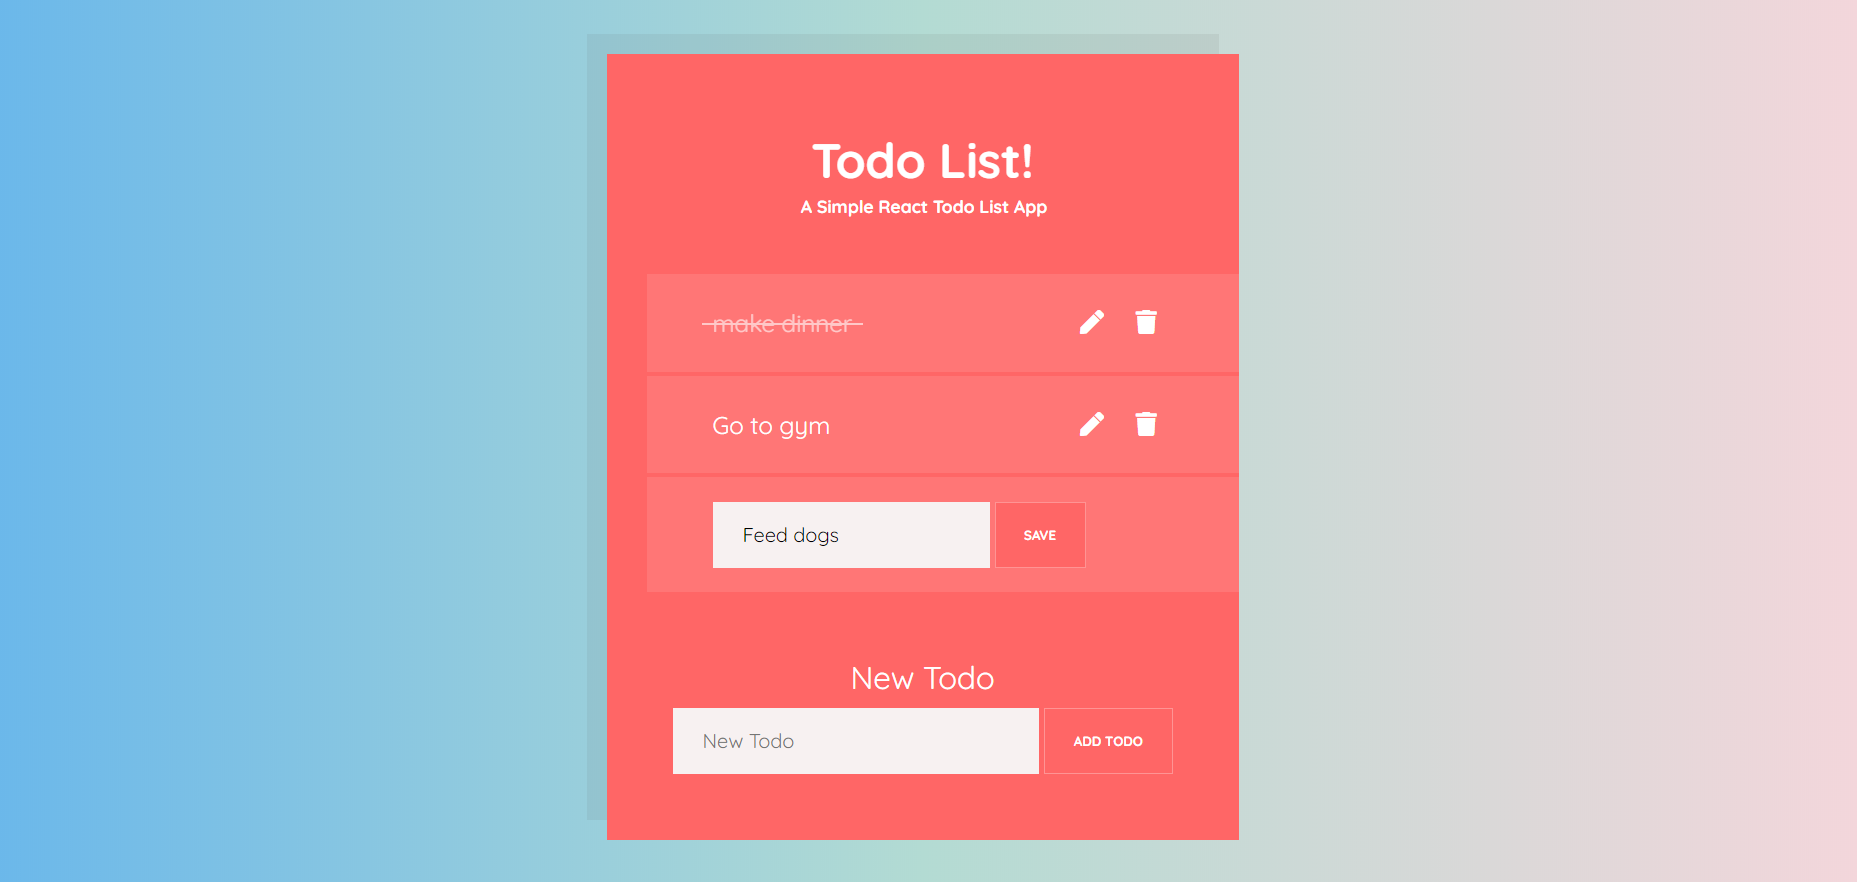 Todo List!
A Simple React Todo List App
make dinner
Go to gym
Feed dogs
SAVE
New Todo
New Todo
ADD TODO